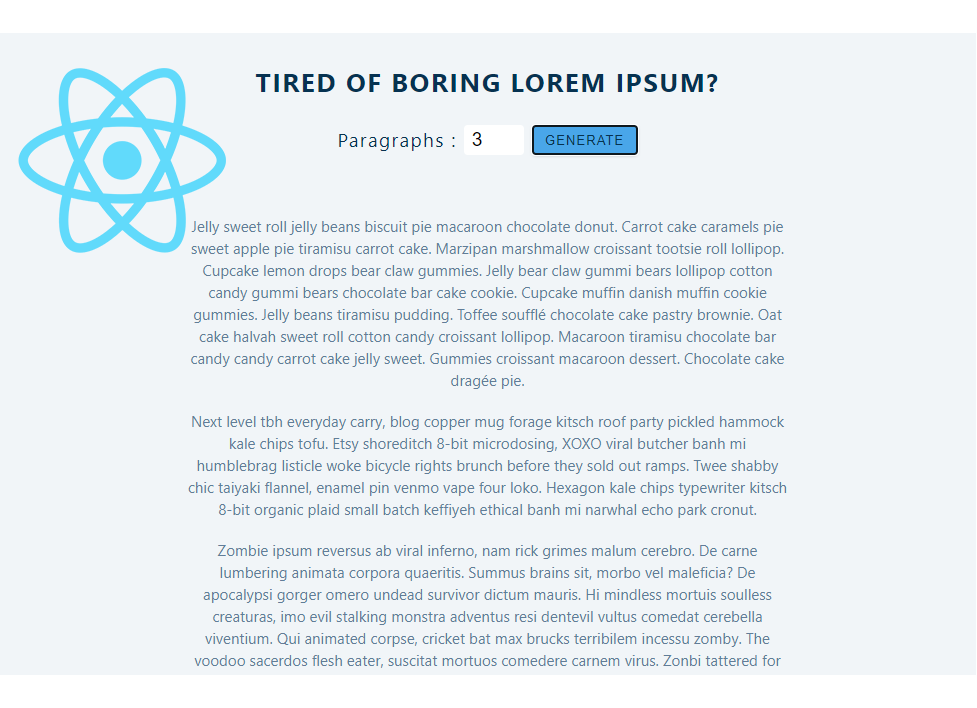 TIRED OF BORING LOREM IPSUM?
Paragraphs : 3 GENERATE
Jelly sweet roll jelly beans biscuit pie macaroon chocolate donut. Carrot cake caramels pie
sweet apple pie tiramisu carrot cake. Marzipan marshmallow croissant tootsie roll lollipop.
Cupcake lemon drops bear claw gummies. Jelly bear claw gummi bears lollipop cotton
candy gummi bears chocolate bar cake cookie. Cupcake muffin danish muffin cookie
gummies. Jelly beans tiramisu pudding. Toffee soufflé chocolate cake pastry brownie. Oat
cake halvah sweet roll cotton candy croissant lollipop. Macaroon tiramisu chocolate bar
candy candy carrot cake jelly sweet. Gummies croissant macaroon dessert. Chocolate cake
dragée pie.
Next level tbh everyday carry, blog copper mug forage kitsch roof party pickled hammock
kale chips tofu. Etsy shoreditch 8-bit microdosing, XOXO viral butcher banh mi
humblebrag listicle woke bicycle rights brunch before they sold out ramps. Twee shabby
chic taiyaki flannel, enamel pin venmo vape four loko. Hexagon kale chips typewriter kitsch
8-bit organic plaid small batch keffiyeh ethical banh mi narwhal echo park cronut.
Zombie ipsum reversus ab viral inferno, nam rick grimes malum cerebro. De carne
lumbering animata corpora quaeritis. Summus brains sit, morbo vel maleficia? De
apocalypsi gorger omero undead survivor dictum mauris. Hi mindless mortuis soulless
creaturas, imo evil stalking monstra adventus resi dentevil vultus comedat cerebella
viventium. Qui animated corpse, cricket bat max brucks terribilem incessu zomby. The
voodoo sacerdos flesh eater, suscitat mortuos comedere carnem virus. Zonbi tattered for